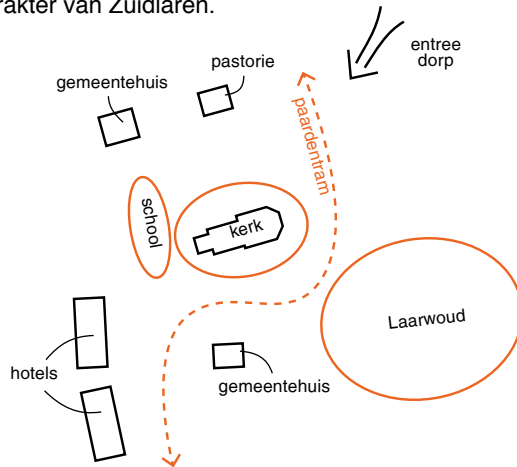 rakter van Zuidlaren.
entree
dorp
pastorie
gemeentehuis
paardentram
school
kerk
Laarwoud
hotels
gemeentehuis